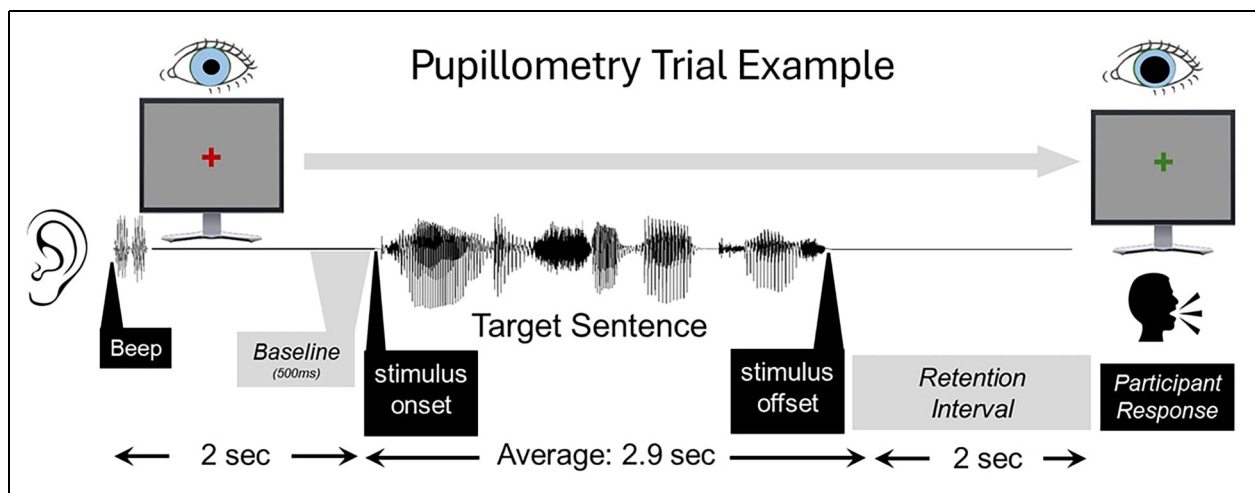 Pupillometry Trial Example
Target Sentence
Beep
Baseline
(500ms)
stimulus
onset
stimulus
offset
Retention
Interval
Participant
Response
2 sec
Average: 2.9 sec
2 sec